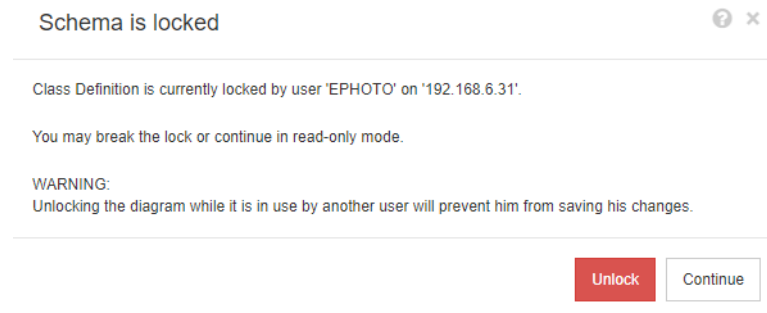 Schema is locked
Class Definition is currently locked by user 'EPHOTO' on '192.168.6.31'.
You may break the lock or continue in read-only mode.
WARNING:
Unlocking the diagram while it is in use by another user will prevent him from saving his changes.
Unlock Continue